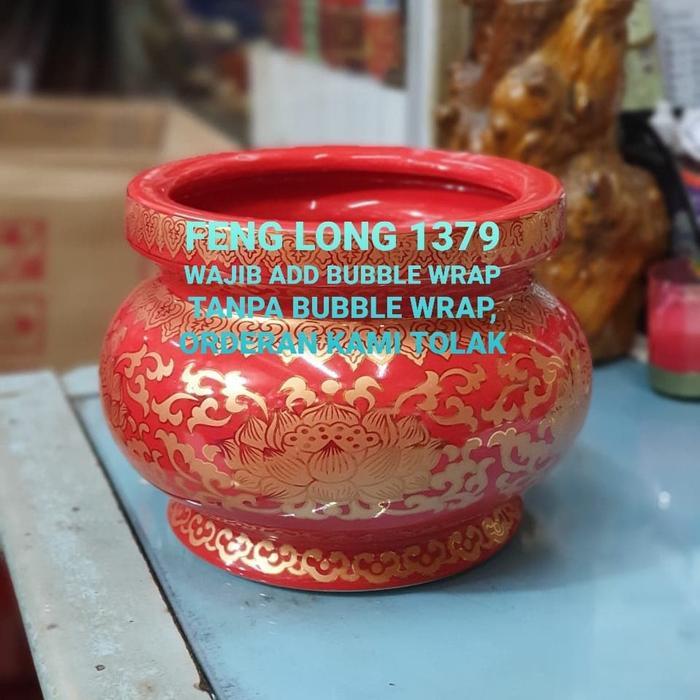 FENG LONG 1379
WAJIB ADD BUBBLE WRAP
TANPA BUBBLE WRAP,
ORDERAN KAMI TOLAK